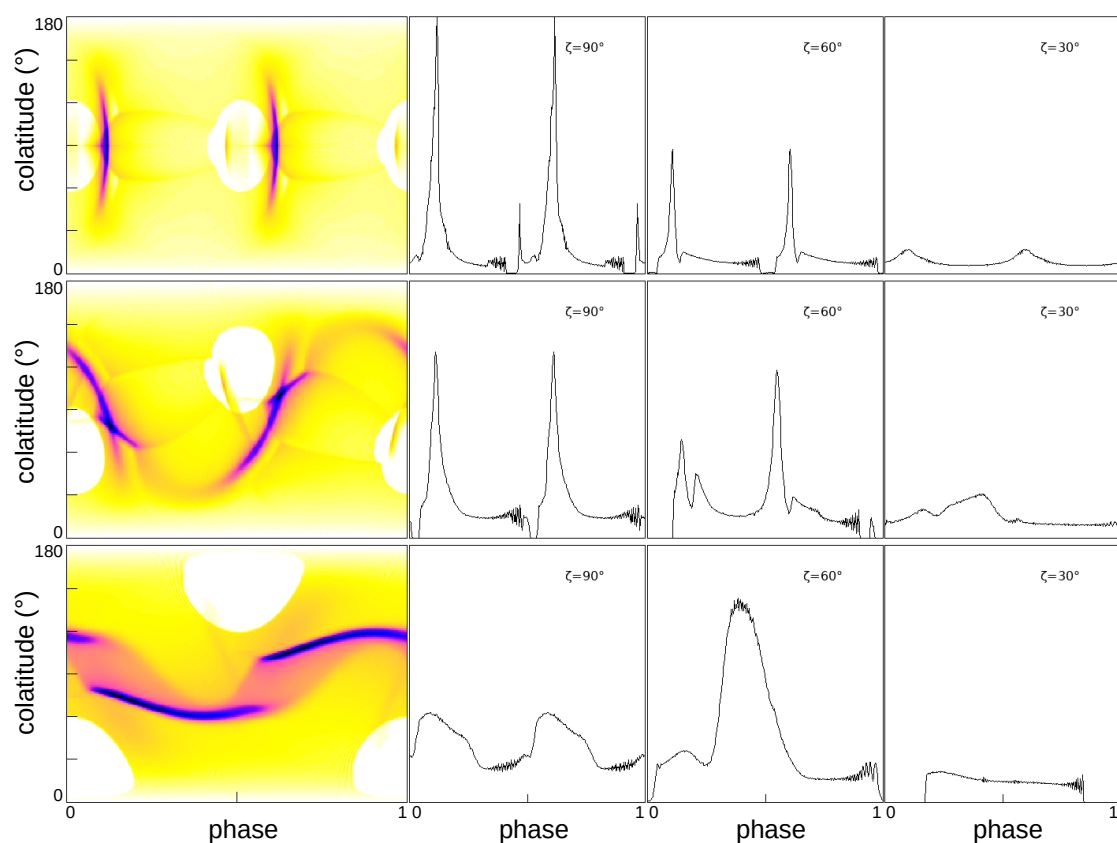 180
colatitude (°)
0
ζ=90°
ζ=60°
ζ=30°
180
colatitude (°)
0
ζ=90°
ζ=60°
ζ=30°
180
colatitude (°)
0
ζ=90°
ζ=60°
ζ=30°
0 1 0 1 0 1 0 1
phase phase phase phase